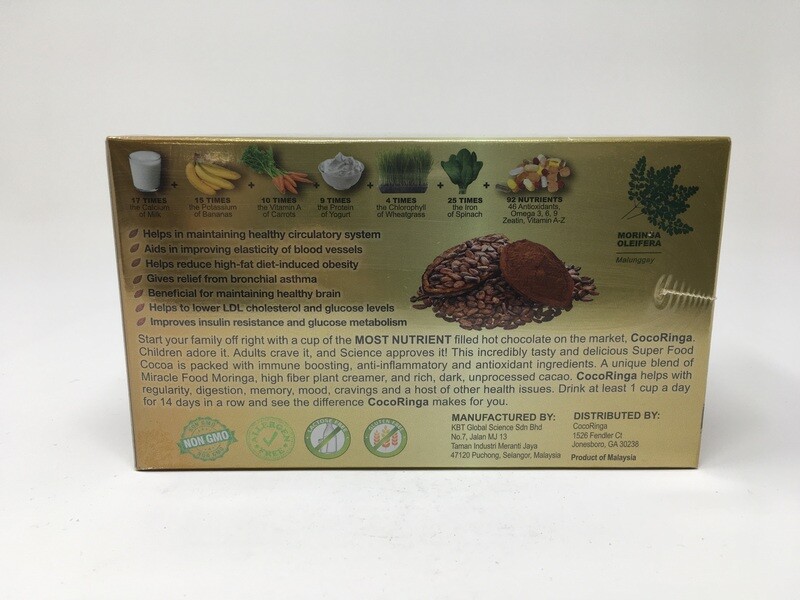 17 TIMES
the Calcium
of Milk
15 TIMES
the Potassium
of Bananas
10 TIMES
the Vitamin A
of Carrots
9 TIMES
the Protein
of Yogurt
4 TIMES
the Chlorophyll
of Wheatgrass
25 TIMES
the Iron
of Spinach
92 NUTRIENTS
46 Antioxidants,
Omega 3, 6, 9
Zeatin, Vitamin A-Z
MORINGA
OLEIFERA
Malunggay
Helps in maintaining healthy circulatory system
Aids in improving elasticity of blood vessels
Helps reduce high-fat diet-induced obesity
Gives relief from bronchial asthma
Beneficial for maintaining healthy brain
Helps to lower LDL cholesterol and glucose levels
Improves insulin resistance and glucose metabolism
Start your family off right with a cup of the MOST NUTRIENT filled hot chocolate on the market, CocoRinga.
Children adore it. Adults crave it, and Science approves it! This incredibly tasty and delicious Super Food
Cocoa is packed with immune boosting, anti-inflammatory and antioxidant ingredients. A unique blend of
Miracle Food Moringa, high fiber plant creamer, and rich, dark, unprocessed cacao. CocoRinga helps with
regularity, digestion, memory, mood, cravings and a host of other health issues. Drink at least 1 cup a day
for 14 days in a row and see the difference CocoRinga makes for you.
NON GMO
ALLERGEN
FREE
LACTOSE FREE
GLUTEN FREE
MANUFACTURED BY:
KBT Global Science Sdn Bhd
No.7, Jalan MJ 13
Taman Industri Meranti Jaya
47120 Puchong, Selangor, Malaysia
DISTRIBUTED BY:
CocoRinga
1526 Fendler Ct
Jonesboro, GA 30238
Product of Malaysia